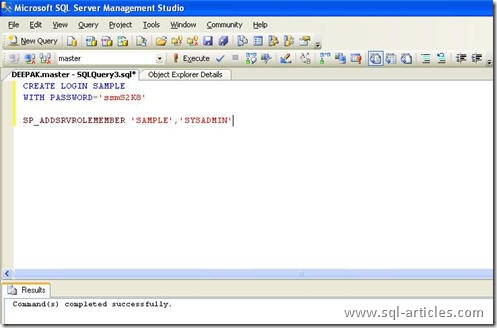 Microsoft SQL Server Management Studio
File Edit View Query Project Tools Window Community Help
New Query
master Execute
DEEPAK.master - SQLQuery3.sql* Object Explorer Details
CREATE LOGIN SAMPLE
WITH PASSWORD='ssmS2K8'
SP_ADDSRVROLEMEMBER 'SAMPLE','SYSADMIN'
Results
Command(s) completed successfully.
www.sql-articles.com